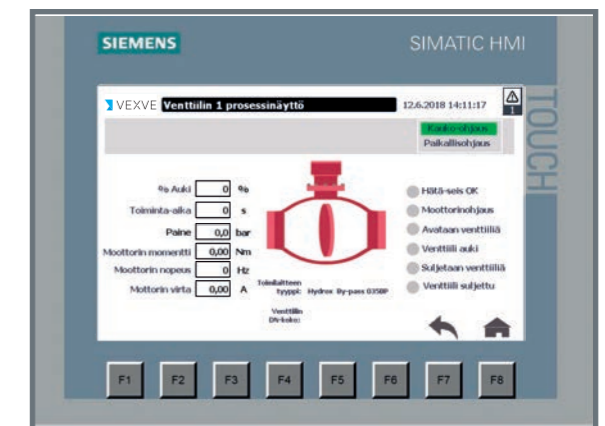 SIEMENS
SIMATIC HMI
TOUCH
VEXVE Venttiilin 1 prosessinäyttö 12.6.2018 14:11:17
1
Kauko-ohjaus
Paikallisohjaus
% Auki 0 %
Toiminta-aika 0 s
Paine 0,0 bar
Moottorin momentti 0,00 Nm
Moottorin nopeus 0 Hz
Mottorin virta 0,00 A
Toimilaitteen
tyyppi: Hydrox By-pass 035BP
Venttiilin
DN-koko:
Hätä-seis OK
Moottorinohjaus
Avataan venttiiliä
Venttiili auki
Suljetaan venttiiliä
Venttiili suljettu
F1 F2 F3 F4 F5 F6 F7 F8